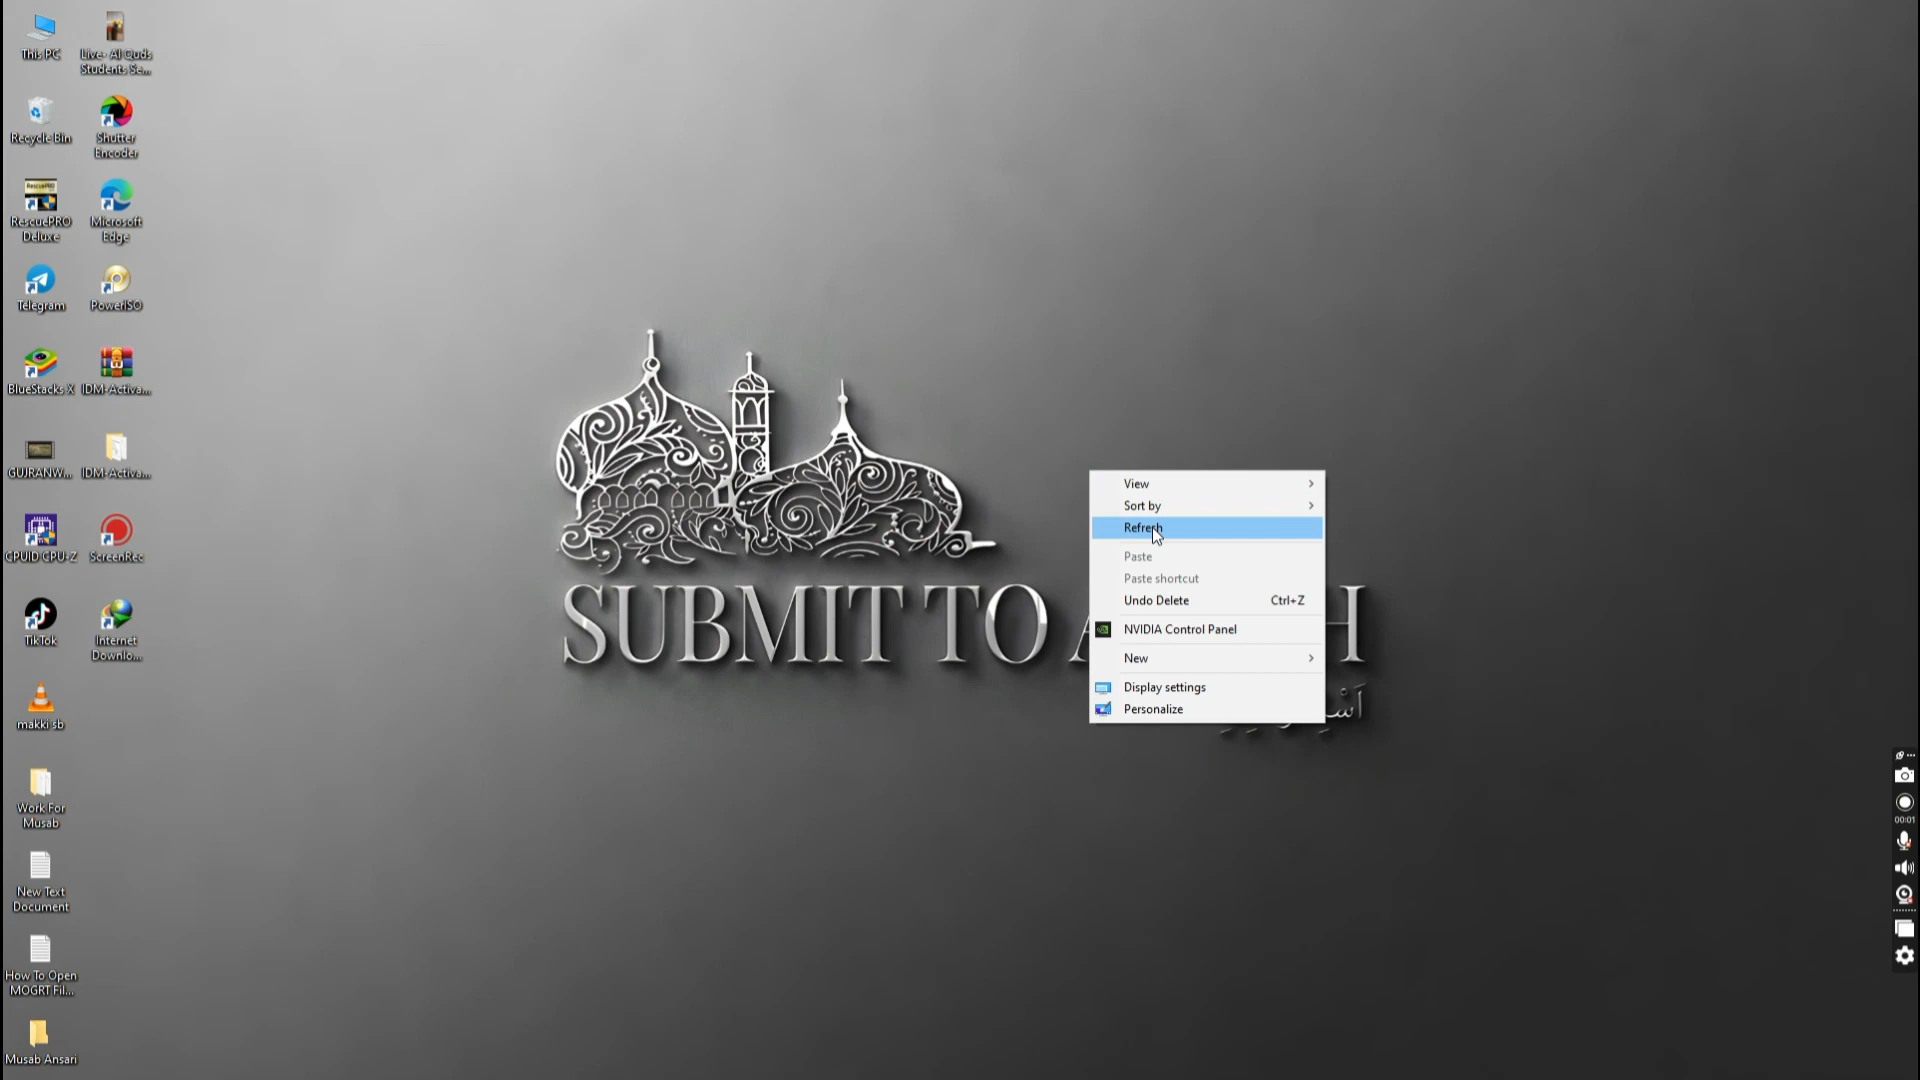 This PC
Live- Al Quds
Students Se...
Recycle Bin
Shutter
Encoder
RescuePRO
Deluxe
Microsoft
Edge
Telegram
PowerISO
BlueStacks X
IDM-Activa...
GUJRANW...
IDM-Activa...
CPUID CPU-Z
ScreenRec
TikTok
Internet
Downlo...
makki sb
Work For
Musab
New Text
Document
How To Open
MOGRT Fil...
Musab Ansari
SUBMIT TO A
H
View
Sort by
Refresh
Paste
Paste shortcut
Undo Delete Ctrl+Z
NVIDIA Control Panel
New
Display settings
Personalize
00:01